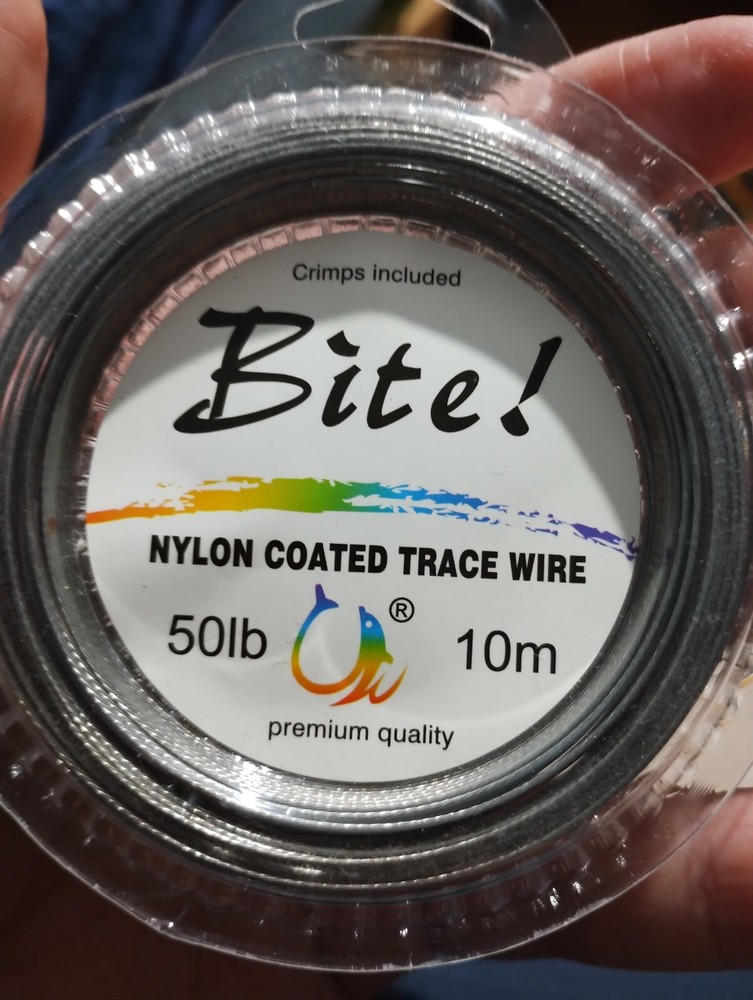 Crimps included
Bite!
NYLON COATED TRACE WIRE
50lb ® 10m
premium quality